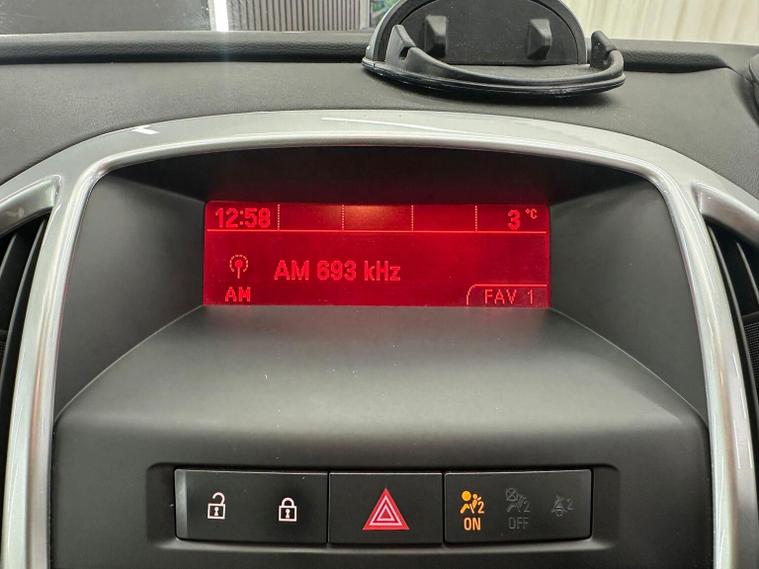 12:58 3 °C
AM 693 kHz
AM FAV 1
2 2 2
ON OFF